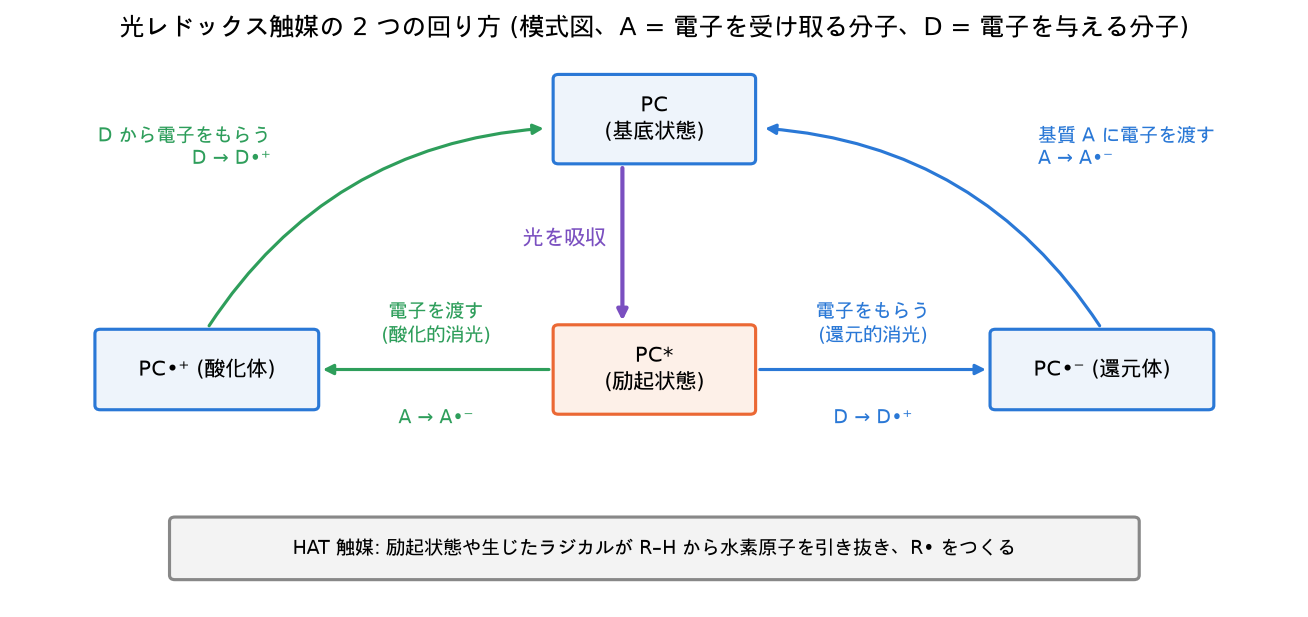 光レドックス触媒の 2 つの回り方 (模式図、A = 電子を受け取る分子、D = 電子を与える分子)
PC
(基底状態)
D から電子をもらう
D → D•⁺
基質 A に電子を渡す
A → A•⁻
光を吸収
電子を渡す
(酸化的消光)
電子をもらう
(還元的消光)
PC•⁺ (酸化体)
PC*
(励起状態)
PC•⁻ (還元体)
A → A•⁻
D → D•⁺
HAT 触媒: 励起状態や生じたラジカルが R–H から水素原子を引き抜き、R• をつくる